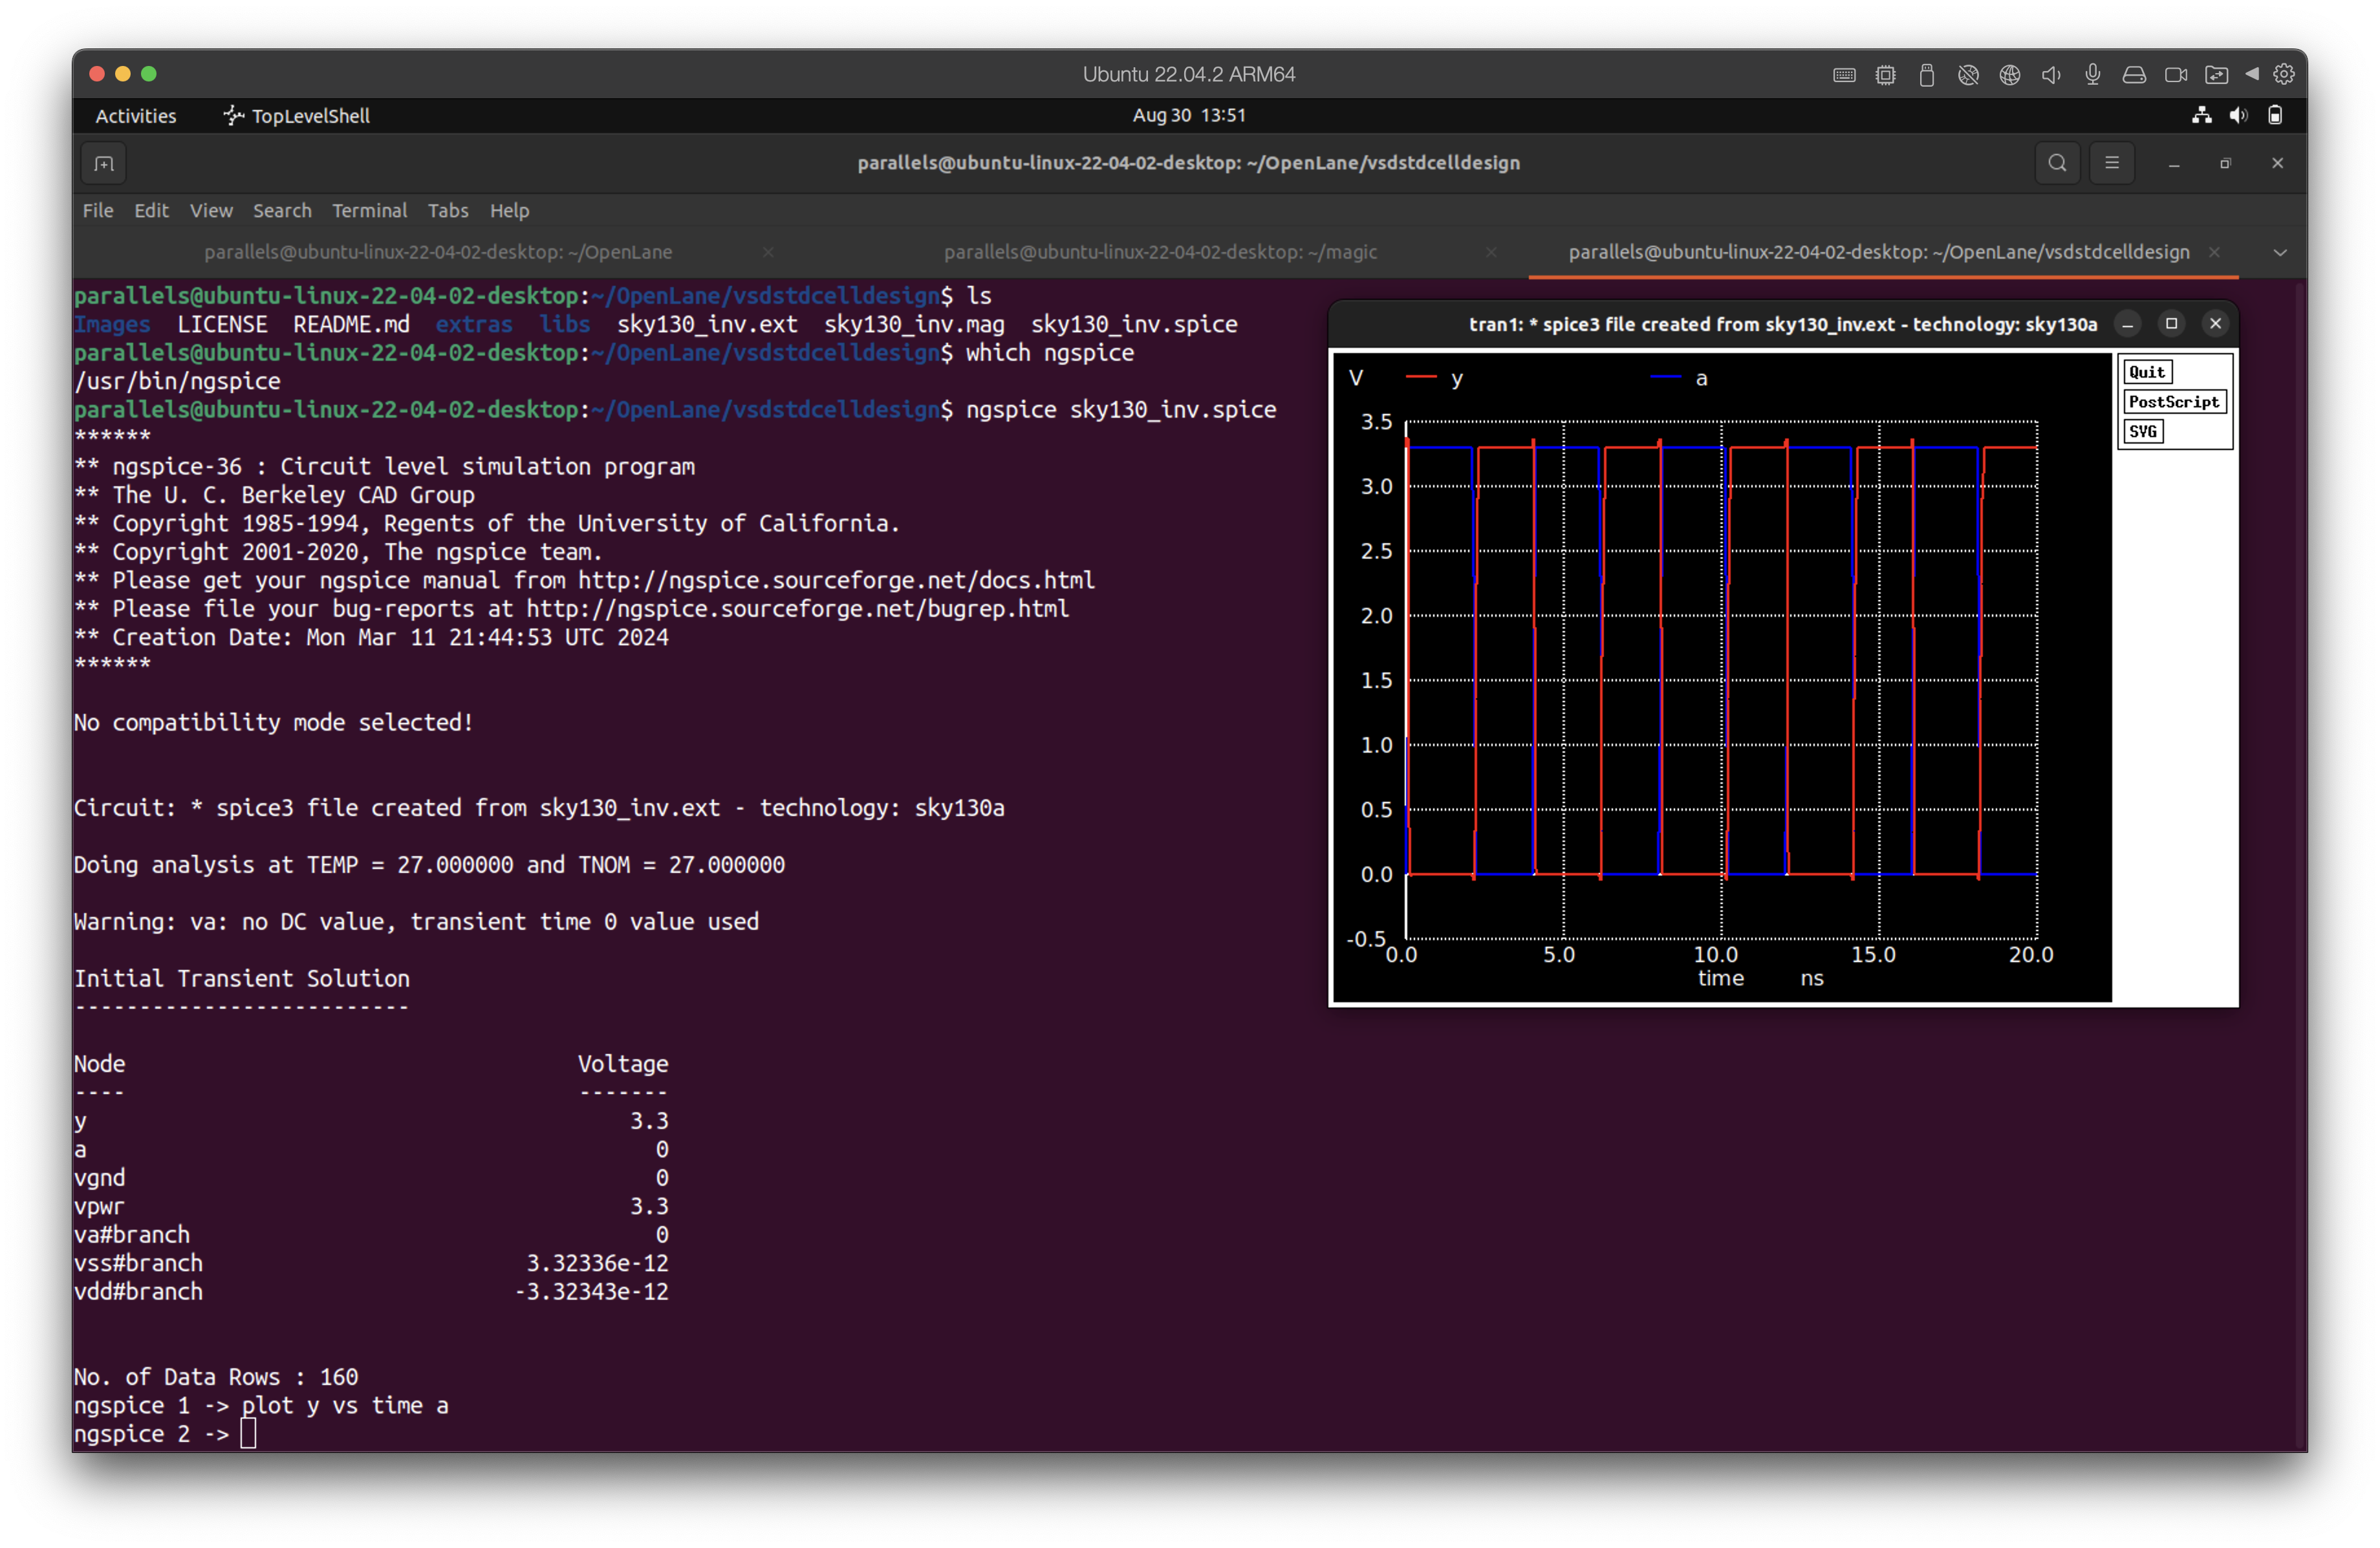 Ubuntu 22.04.2 ARM64
Activities TopLevelShell Aug 30 13:51
parallels@ubuntu-linux-22-04-02-desktop: ~/OpenLane/vsdstdcelldesign
File Edit View Search Terminal Tabs Help
parallels@ubuntu-linux-22-04-02-desktop: ~/OpenLane parallels@ubuntu-linux-22-04-02-desktop: ~/magic parallels@ubuntu-linux-22-04-02-desktop: ~/OpenLane/vsdstdcelldesign
parallels@ubuntu-linux-22-04-02-desktop:~/OpenLane/vsdstdcelldesign$ ls
Images LICENSE README.md extras libs sky130_inv.ext sky130_inv.mag sky130_inv.spice
parallels@ubuntu-linux-22-04-02-desktop:~/OpenLane/vsdstdcelldesign$ which ngspice
/usr/bin/ngspice
parallels@ubuntu-linux-22-04-02-desktop:~/OpenLane/vsdstdcelldesign$ ngspice sky130_inv.spice
******
** ngspice-36 : Circuit level simulation program
** The U. C. Berkeley CAD Group
** Copyright 1985-1994, Regents of the University of California.
** Copyright 2001-2020, The ngspice team.
** Please get your ngspice manual from http://ngspice.sourceforge.net/docs.html
** Please file your bug-reports at http://ngspice.sourceforge.net/bugrep.html
** Creation Date: Mon Mar 11 21:44:53 UTC 2024
******
No compatibility mode selected!
Circuit: * spice3 file created from sky130_inv.ext - technology: sky130a
Doing analysis at TEMP = 27.000000 and TNOM = 27.000000
Warning: va: no DC value, transient time 0 value used
Initial Transient Solution
--------------------------
Node Voltage
---- -------
y 3.3
a 0
vgnd 0
vpwr 3.3
va#branch 0
vss#branch 3.32336e-12
vdd#branch -3.32343e-12
No. of Data Rows : 160
ngspice 1 -> plot y vs time a
ngspice 2 ->
tran1: * spice3 file created from sky130_inv.ext - technology: sky130a
V y a
Quit
PostScript
SVG
3.5
3.0
2.5
2.0
1.5
1.0
0.5
0.0
-0.5
0.0 5.0 10.0 15.0 20.0
time ns